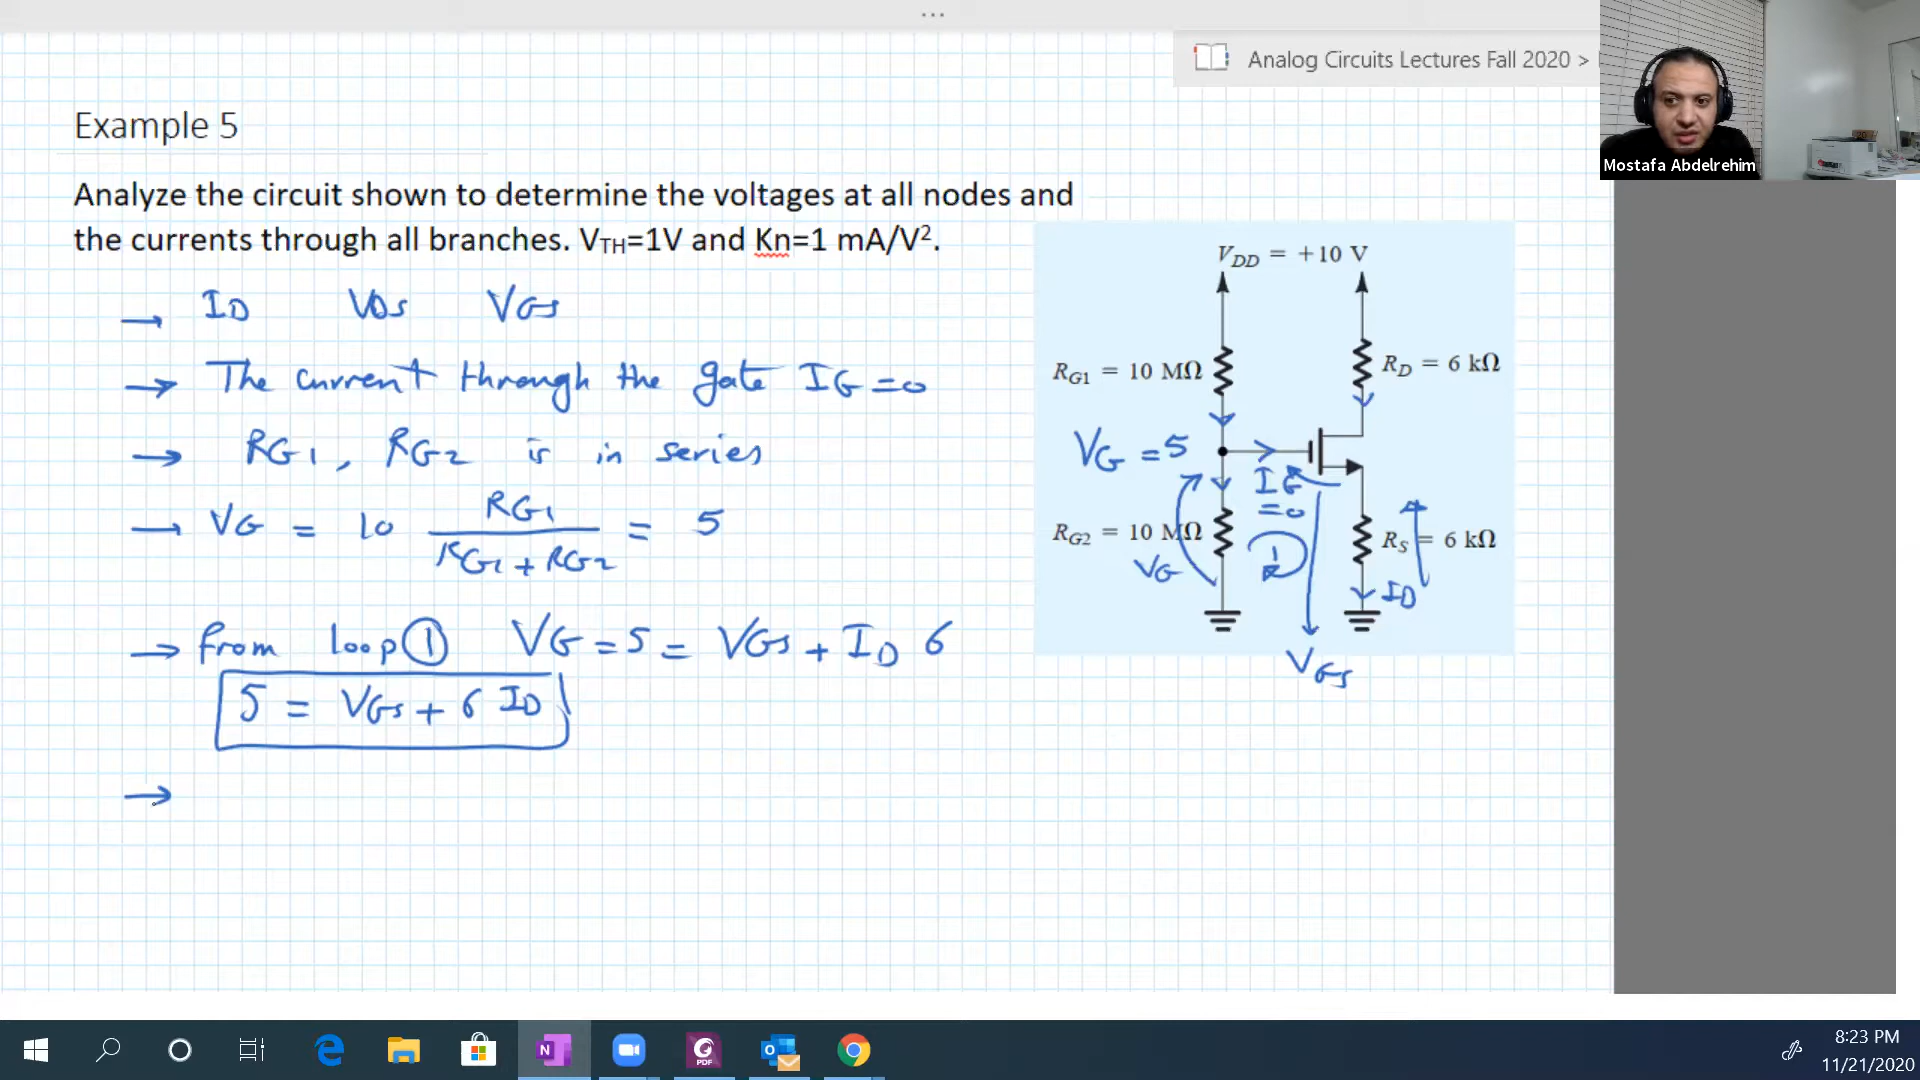 ...
Analog Circuits Lectures Fall 2020 >
Mostafa Abdelrehim
Example 5
Analyze the circuit shown to determine the voltages at all nodes and
the currents through all branches. VTH=1V and Kn=1 mA/V².
→ ID VDS VGS
→ The current through the gate IG=0
→ RG1, RG2 is in series
→ VG = 10 RG1 / RG1+RG2 = 5
→ from loop ① VG = 5 = VGS + ID 6
5 = VGS + 6 ID
→
VDD = +10 V
RG1 = 10 MΩ
RD = 6 kΩ
VG = 5
IG
=0
RG2 = 10 MΩ
1
RS = 6 kΩ
VG
ID
VGS
N
PDF
8:23 PM
11/21/2020